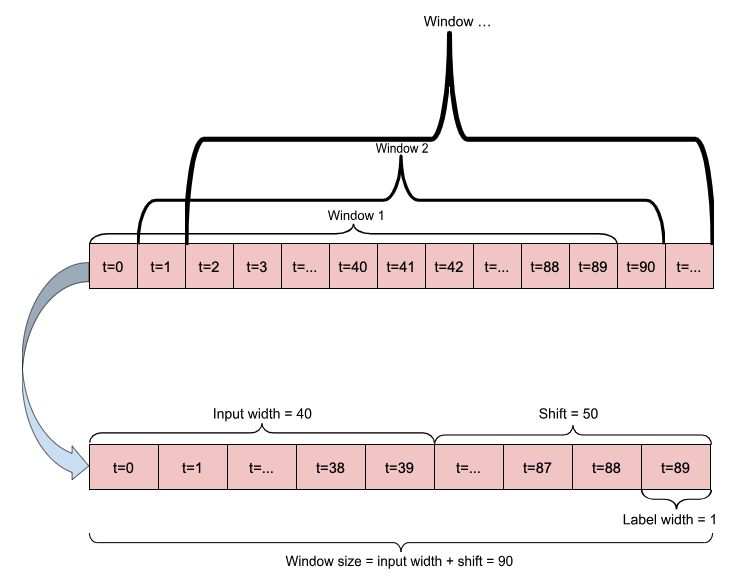 Window …
Window 2
Window 1
t=0 t=1 t=2 t=3 t=... t=40 t=41 t=42 t=... t=88 t=89 t=90 t=...
Input width = 40 Shift = 50
t=0 t=1 t=... t=38 t=39 t=... t=87 t=88 t=89
Label width = 1
Window size = input width + shift = 90